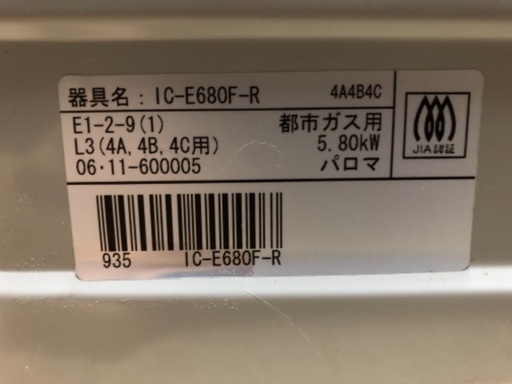 器具名：IC-E680F-R 4A4B4C
E1-2-9(1) 都市ガス用
L3(4A,4B,4C用) 5.80kW
06・11-600005 パロマ
JIA認証
935 IC-E680F-R